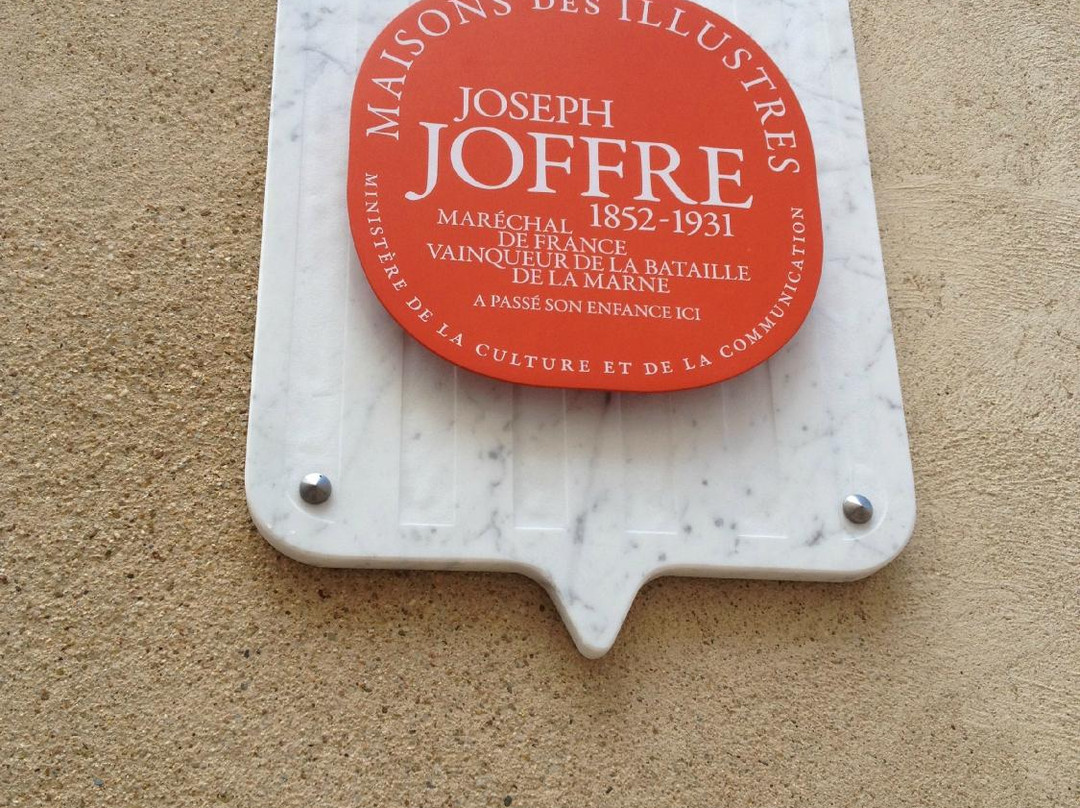 MAISONS DES ILLUSTRES
JOSEPH
JOFFRE
1852-1931
MARÉCHAL
DE FRANCE
VAINQUEUR DE LA BATAILLE
DE LA MARNE
A PASSÉ SON ENFANCE ICI
MINISTÈRE DE LA CULTURE ET DE LA COMMUNICATION